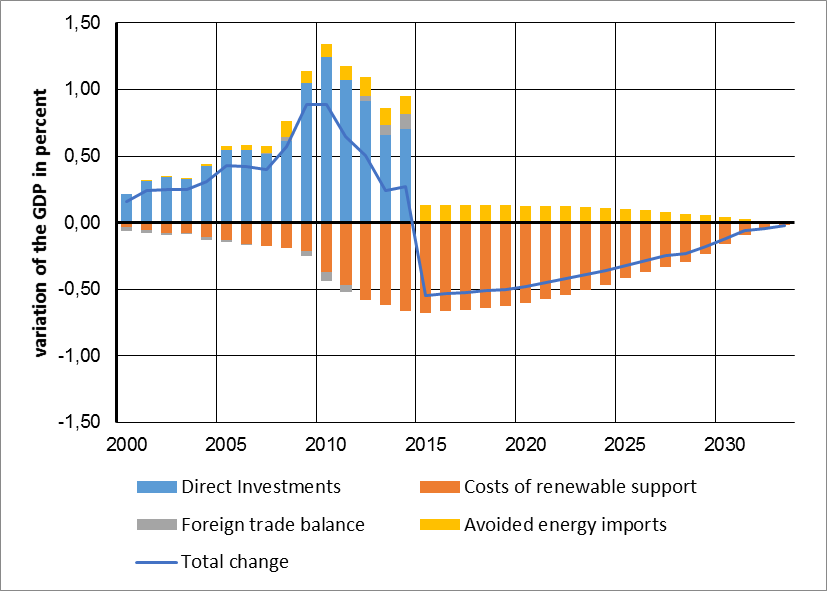 variation of the GDP in percent
1,50
1,00
0,50
0,00
-0,50
-1,00
-1,50
2000 2005 2010 2015 2020 2025 2030
Direct Investments Costs of renewable support
Foreign trade balance Avoided energy imports
Total change